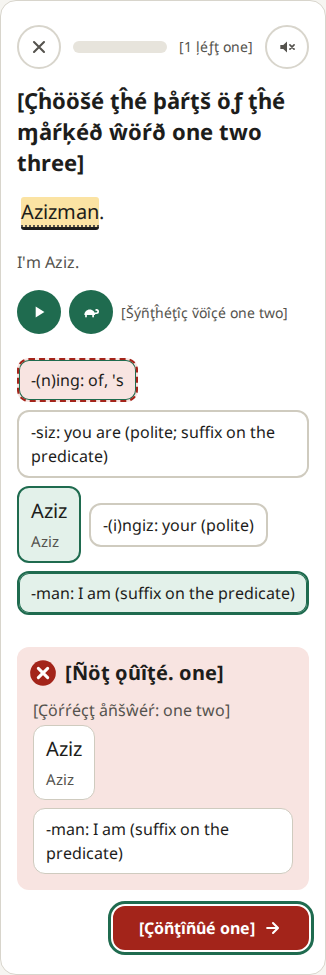 [1 ļéƒţ one]
[Çĥööšé ţĥé þåŕţš öƒ ţĥé
ɱåŕķéð ŵöŕð one two
three]
Azizman.
I'm Aziz.
[Šýñţĥéţîç ṽöîçé one two]
-(n)ing: of, 's
-siz: you are (polite; suffix on the
predicate)
Aziz
Aziz
-(i)ngiz: your (polite)
-man: I am (suffix on the predicate)
[Ñöţ ǫûîţé. one]
[Çöŕŕéçţ åñšŵéŕ: one two]
Aziz
Aziz
-man: I am (suffix on the
predicate)
[Çöñţîñûé one]